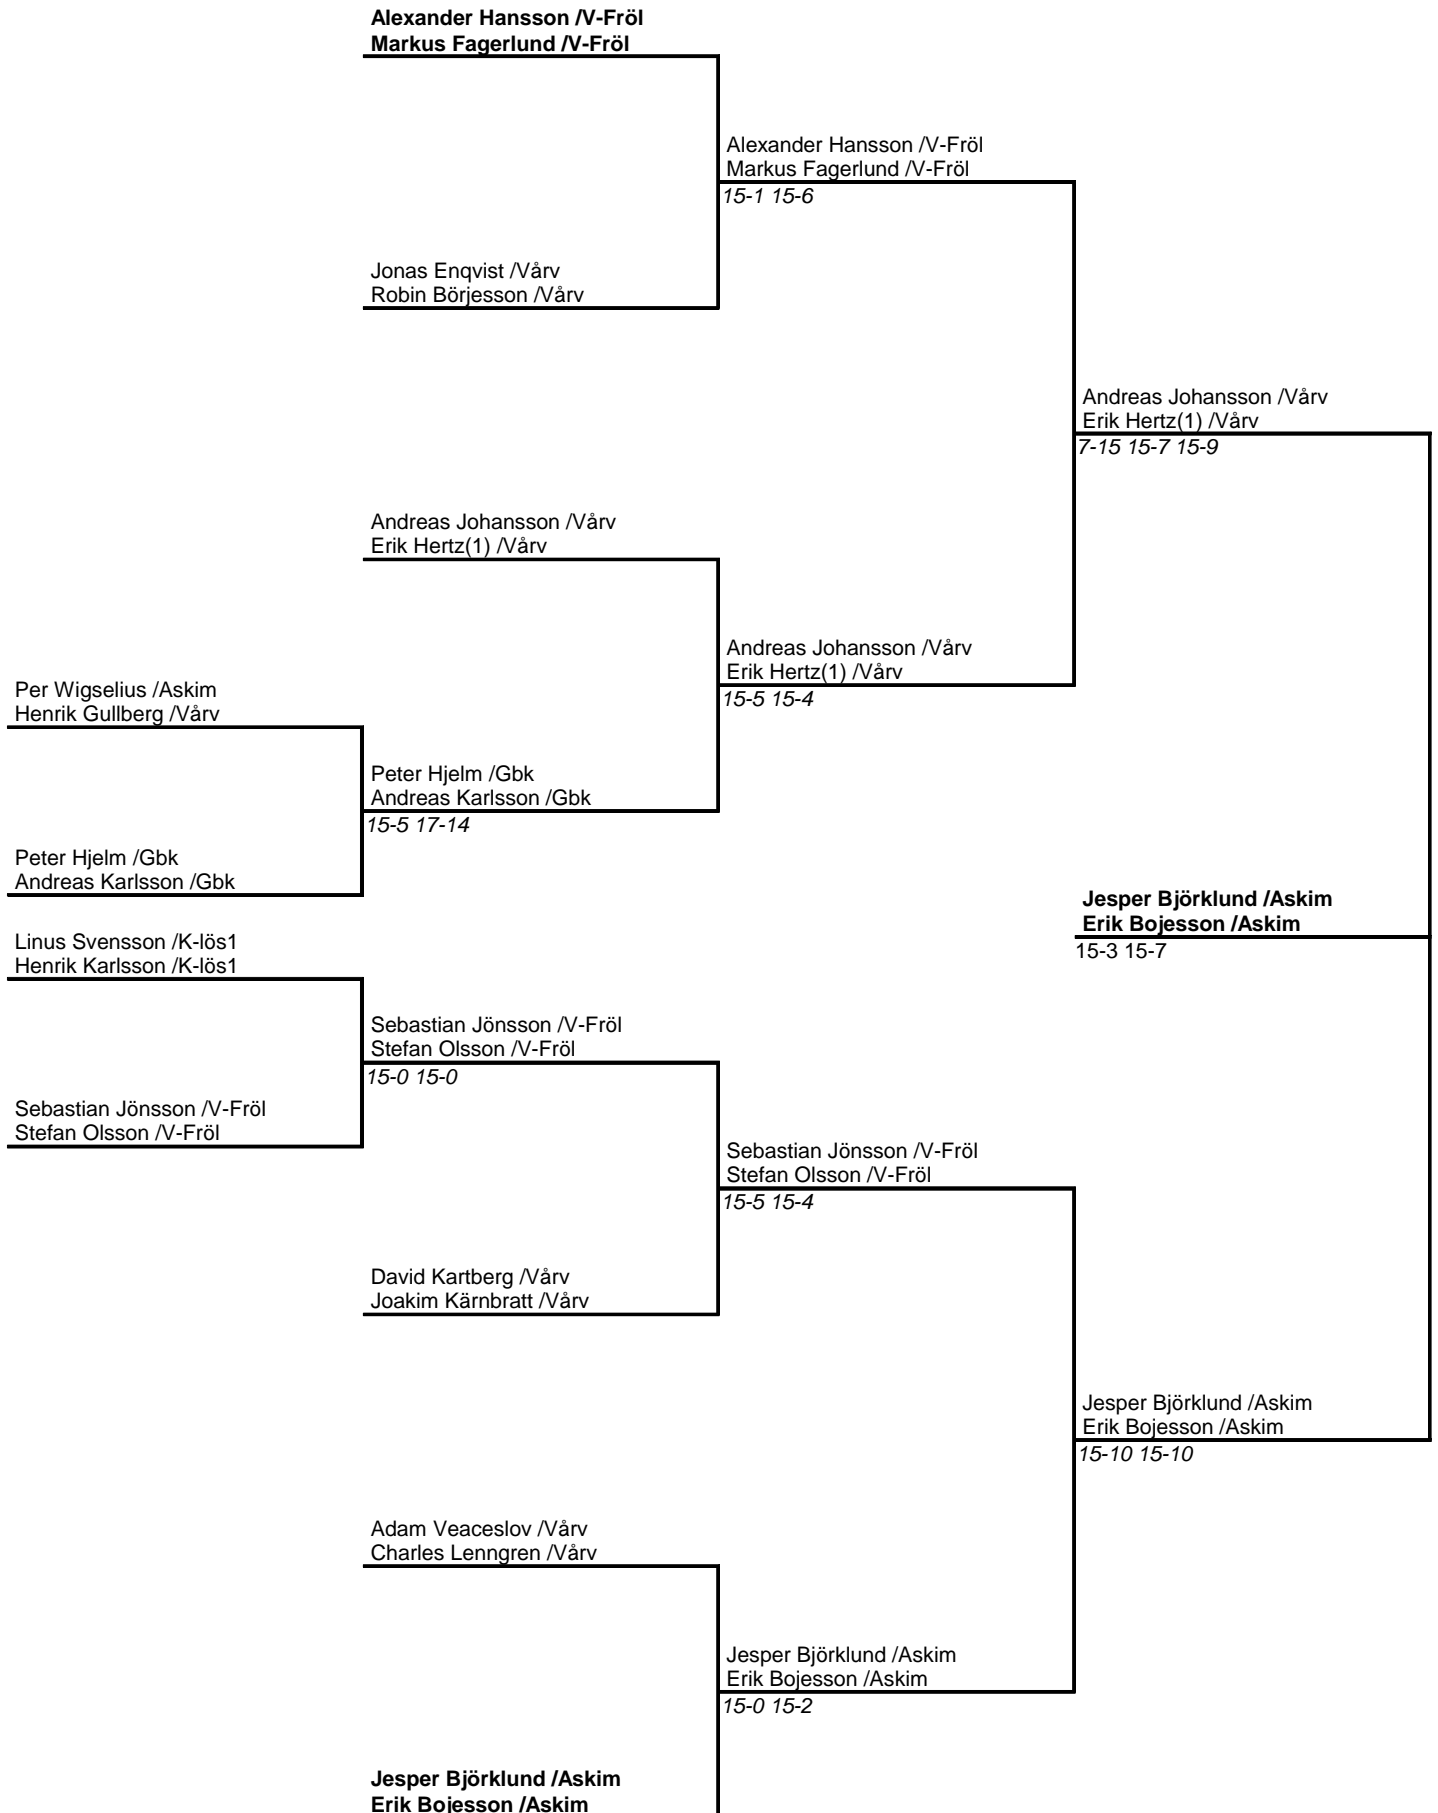 Alexander Hansson /V-Fröl
Markus Fagerlund /V-Fröl
Alexander Hansson /V-Fröl
Markus Fagerlund /V-Fröl
15-1 15-6
Jonas Enqvist /Vårv
Robin Börjesson /Vårv
Andreas Johansson /Vårv
Erik Hertz(1) /Vårv
7-15 15-7 15-9
Andreas Johansson /Vårv
Erik Hertz(1) /Vårv
Andreas Johansson /Vårv
Erik Hertz(1) /Vårv
15-5 15-4
Per Wigselius /Askim
Henrik Gullberg /Vårv
Peter Hjelm /Gbk
Andreas Karlsson /Gbk
15-5 17-14
Peter Hjelm /Gbk
Andreas Karlsson /Gbk
Jesper Björklund /Askim
Erik Bojesson /Askim
15-3 15-7
Linus Svensson /K-lös1
Henrik Karlsson /K-lös1
Sebastian Jönsson /V-Fröl
Stefan Olsson /V-Fröl
15-0 15-0
Sebastian Jönsson /V-Fröl
Stefan Olsson /V-Fröl
Sebastian Jönsson /V-Fröl
Stefan Olsson /V-Fröl
15-5 15-4
David Kartberg /Vårv
Joakim Kärnbratt /Vårv
Jesper Björklund /Askim
Erik Bojesson /Askim
15-10 15-10
Adam Veaceslov /Vårv
Charles Lenngren /Vårv
Jesper Björklund /Askim
Erik Bojesson /Askim
15-0 15-2
Jesper Björklund /Askim
Erik Bojesson /Askim